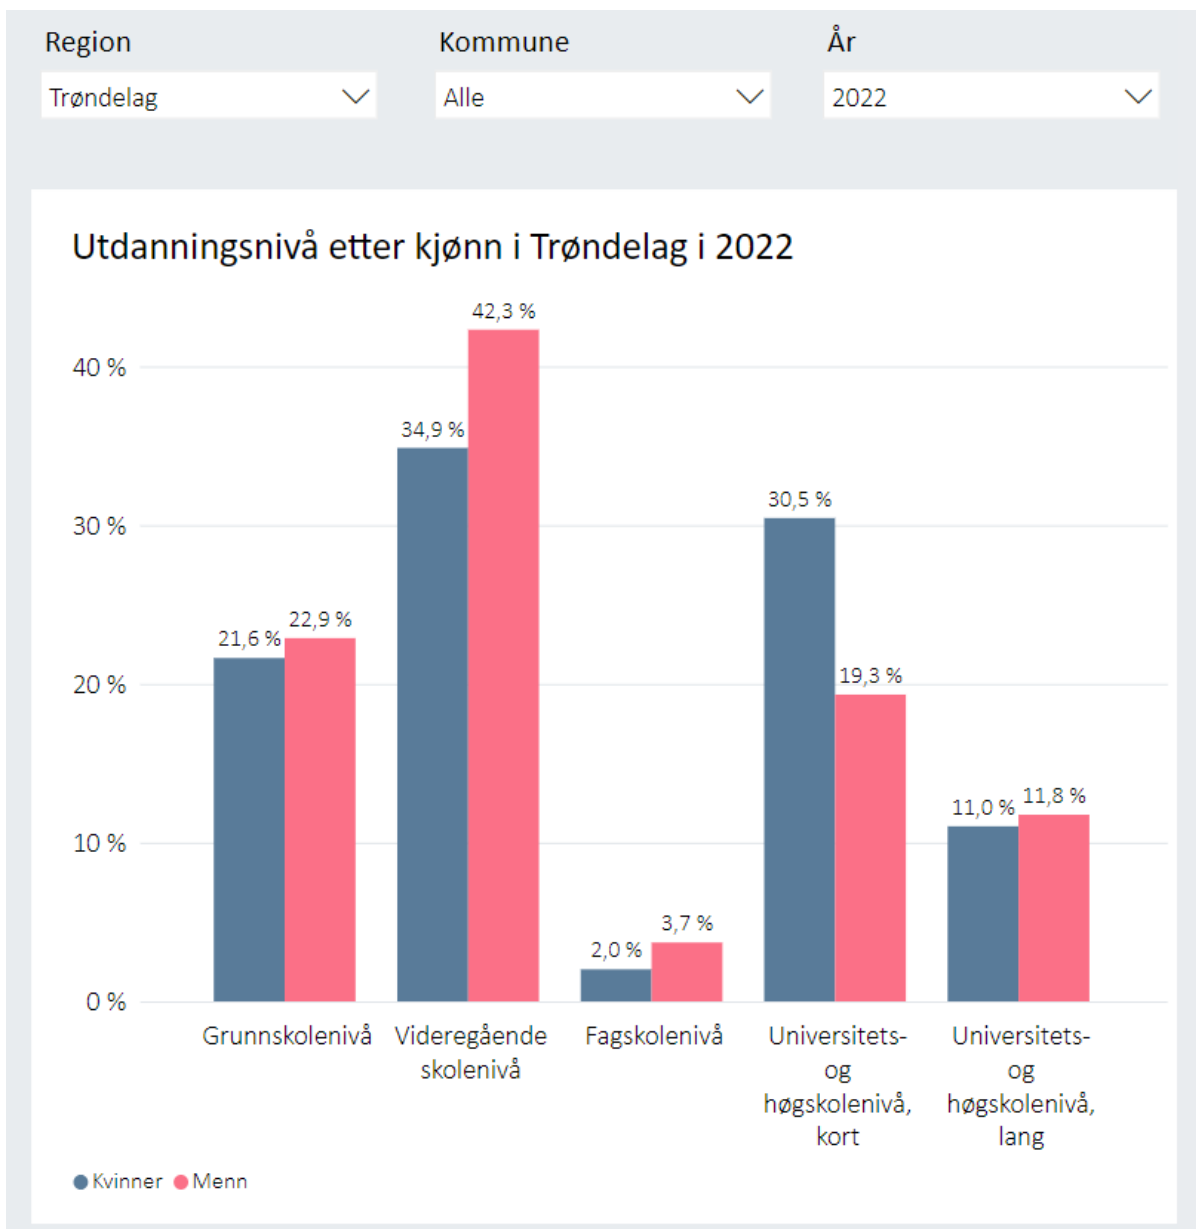 Region Kommune År
Trøndelag Alle 2022
Utdanningsnivå etter kjønn i Trøndelag i 2022
42,3 %
40 %
34,9 %
30,5 %
30 %
22,9 %
21,6 %
20 %
19,3 %
11,8 %
11,0 %
10 %
3,7 %
2,0 %
0 %
Grunnskolenivå
Videregående
skolenivå
Fagskolenivå
Universitets-
og
høgskolenivå,
kort
Universitets-
og
høgskolenivå,
lang
Kvinner Menn